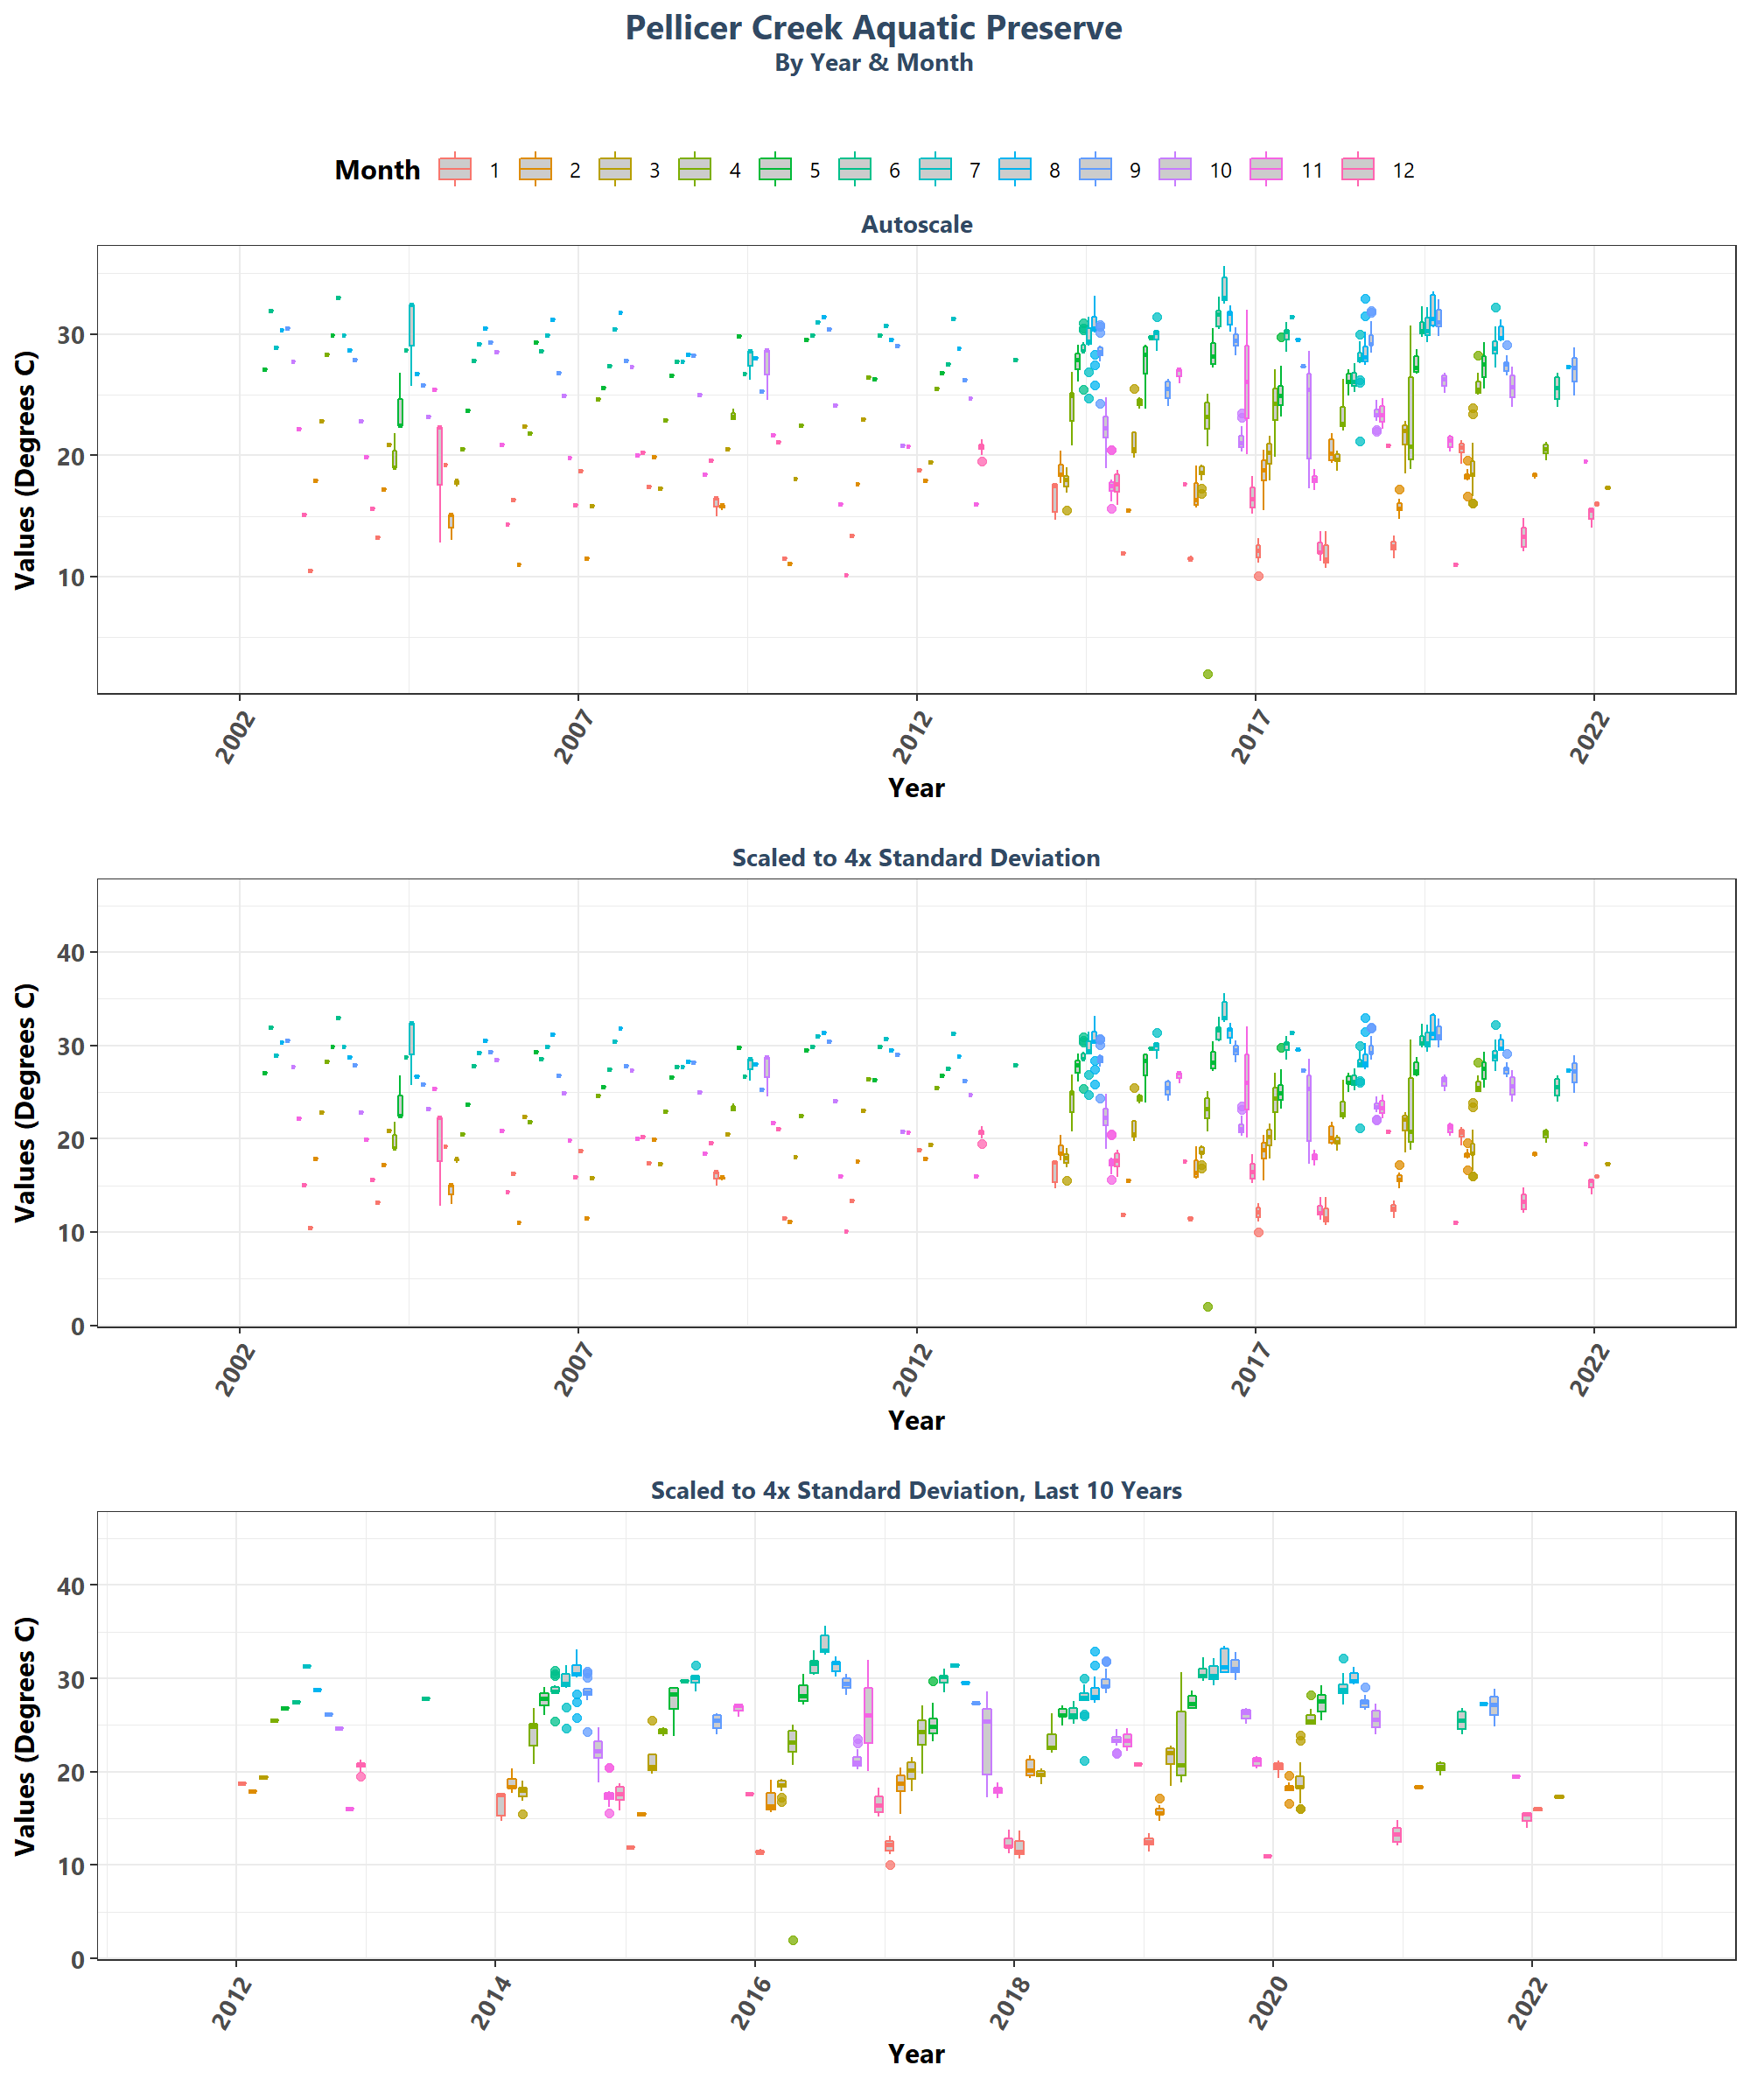 Pellicer Creek Aquatic Preserve
By Year & Month
Month 1 2 3 4 5 6 7 8 9 10 11 12
Autoscale
Values (Degrees C)
30
20
10
2002 2007 2012 2017 2022
Year
Scaled to 4x Standard Deviation
Values (Degrees C)
40
30
20
10
0
2002 2007 2012 2017 2022
Year
Scaled to 4x Standard Deviation, Last 10 Years
Values (Degrees C)
40
30
20
10
0
2012 2014 2016 2018 2020 2022
Year